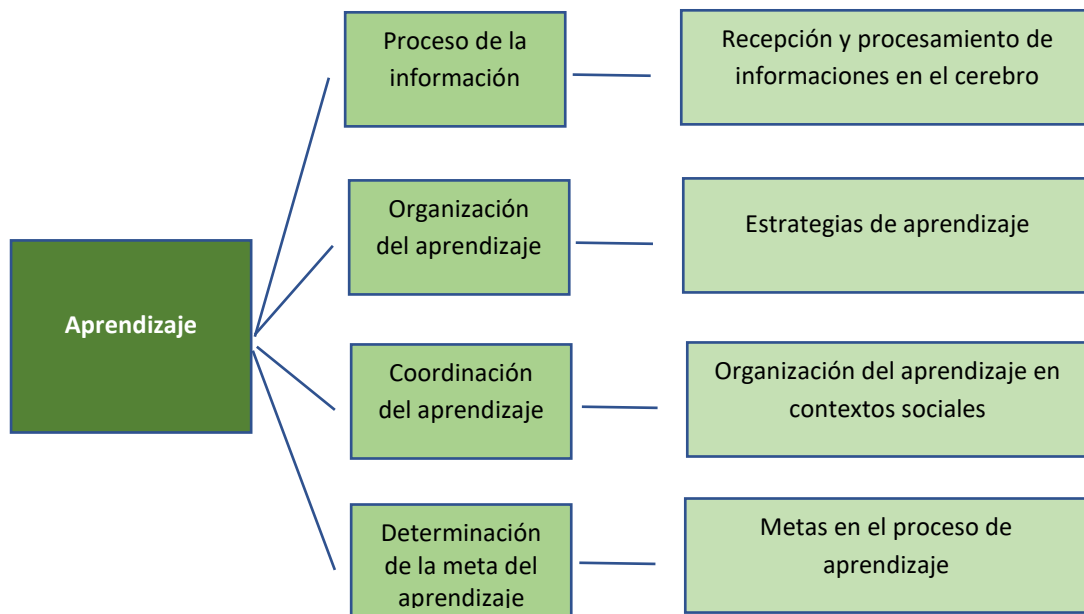 Proceso de la
información
Recepción y procesamiento de
informaciones en el cerebro
Organización
del aprendizaje
Estrategias de aprendizaje
Aprendizaje
Coordinación
del aprendizaje
Organización del aprendizaje en
contextos sociales
Determinación
de la meta del
aprendizaje
Metas en el proceso de
aprendizaje